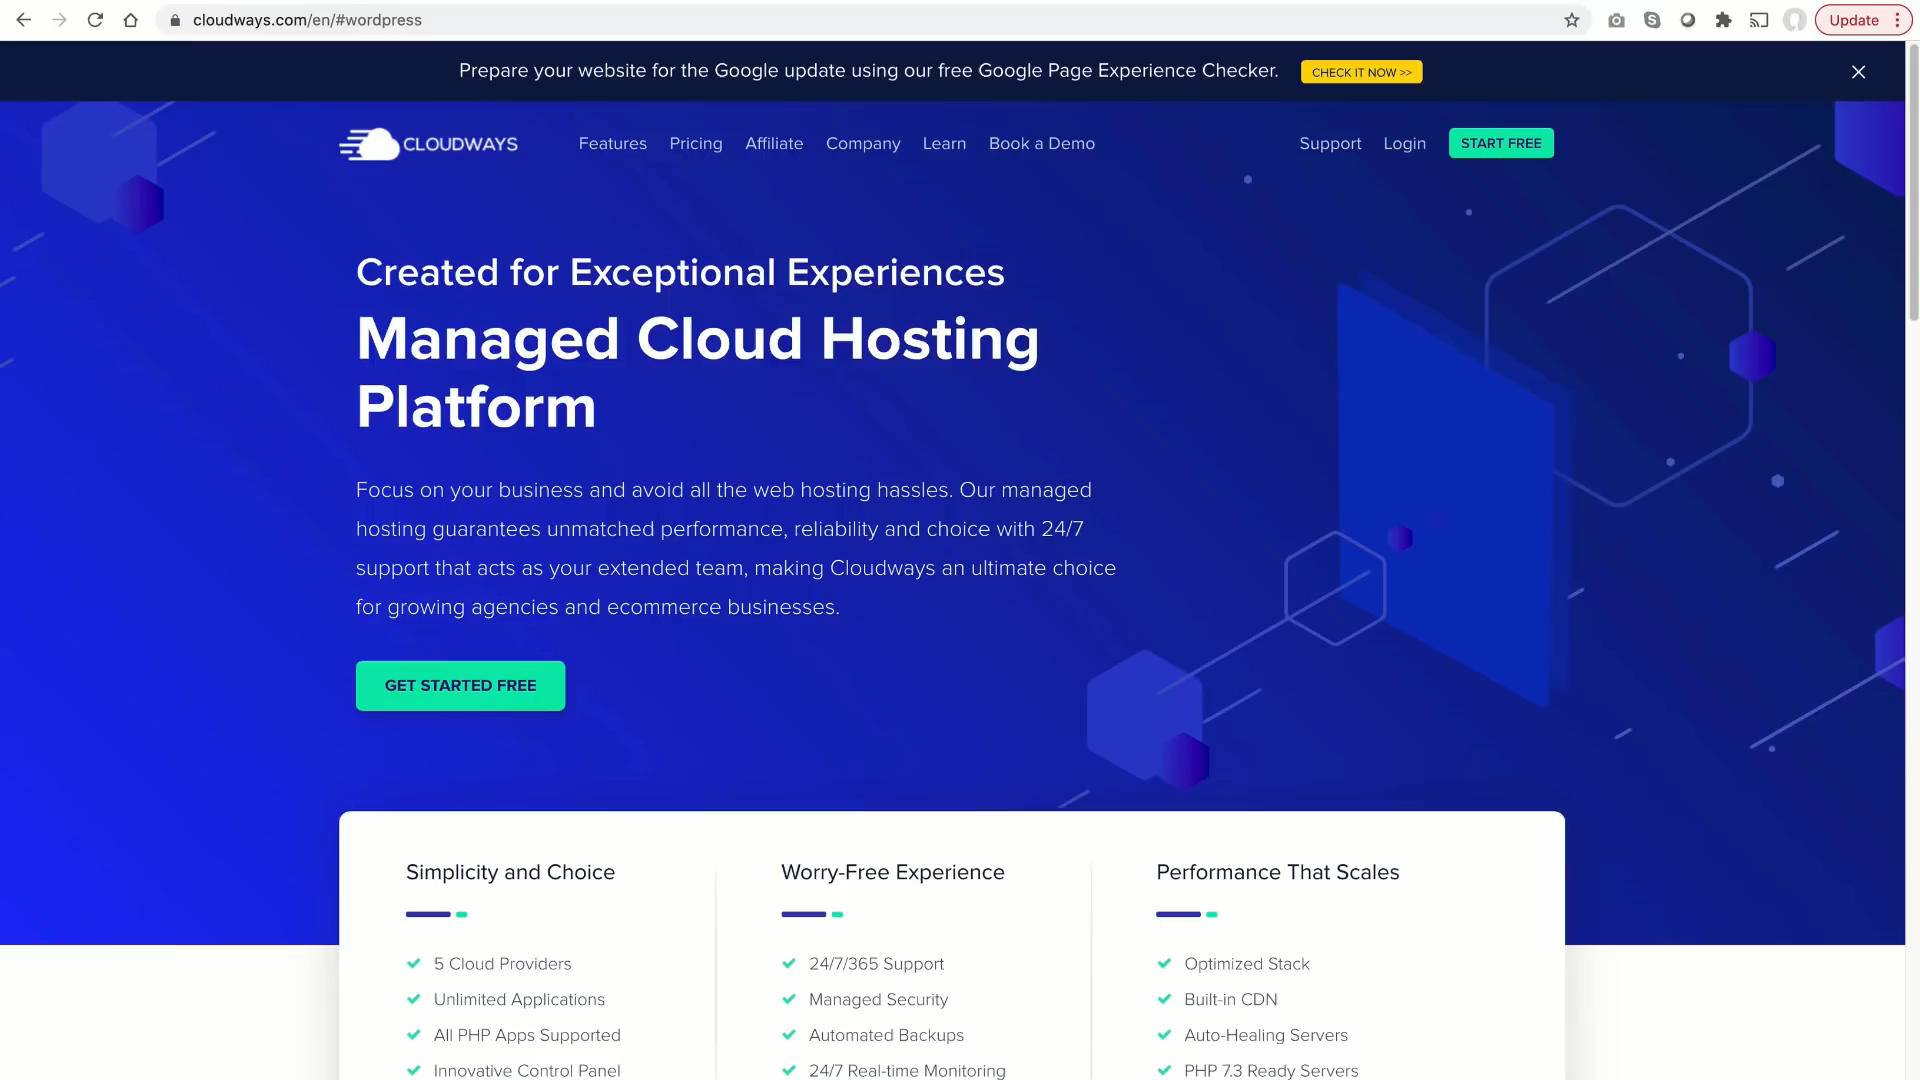 cloudways.com/en/#wordpress
Update
Prepare your website for the Google update using our free Google Page Experience Checker.
CHECK IT NOW >>
CLOUDWAYS
Features
Pricing
Affiliate
Company
Learn
Book a Demo
Support
Login
START FREE
Created for Exceptional Experiences
Managed Cloud Hosting
Platform
Focus on your business and avoid all the web hosting hassles. Our managed
hosting guarantees unmatched performance, reliability and choice with 24/7
support that acts as your extended team, making Cloudways an ultimate choice
for growing agencies and ecommerce businesses.
GET STARTED FREE
Simplicity and Choice
5 Cloud Providers
Unlimited Applications
All PHP Apps Supported
Innovative Control Panel
Worry-Free Experience
24/7/365 Support
Managed Security
Automated Backups
24/7 Real-time Monitoring
Performance That Scales
Optimized Stack
Built-in CDN
Auto-Healing Servers
PHP 7.3 Ready Servers